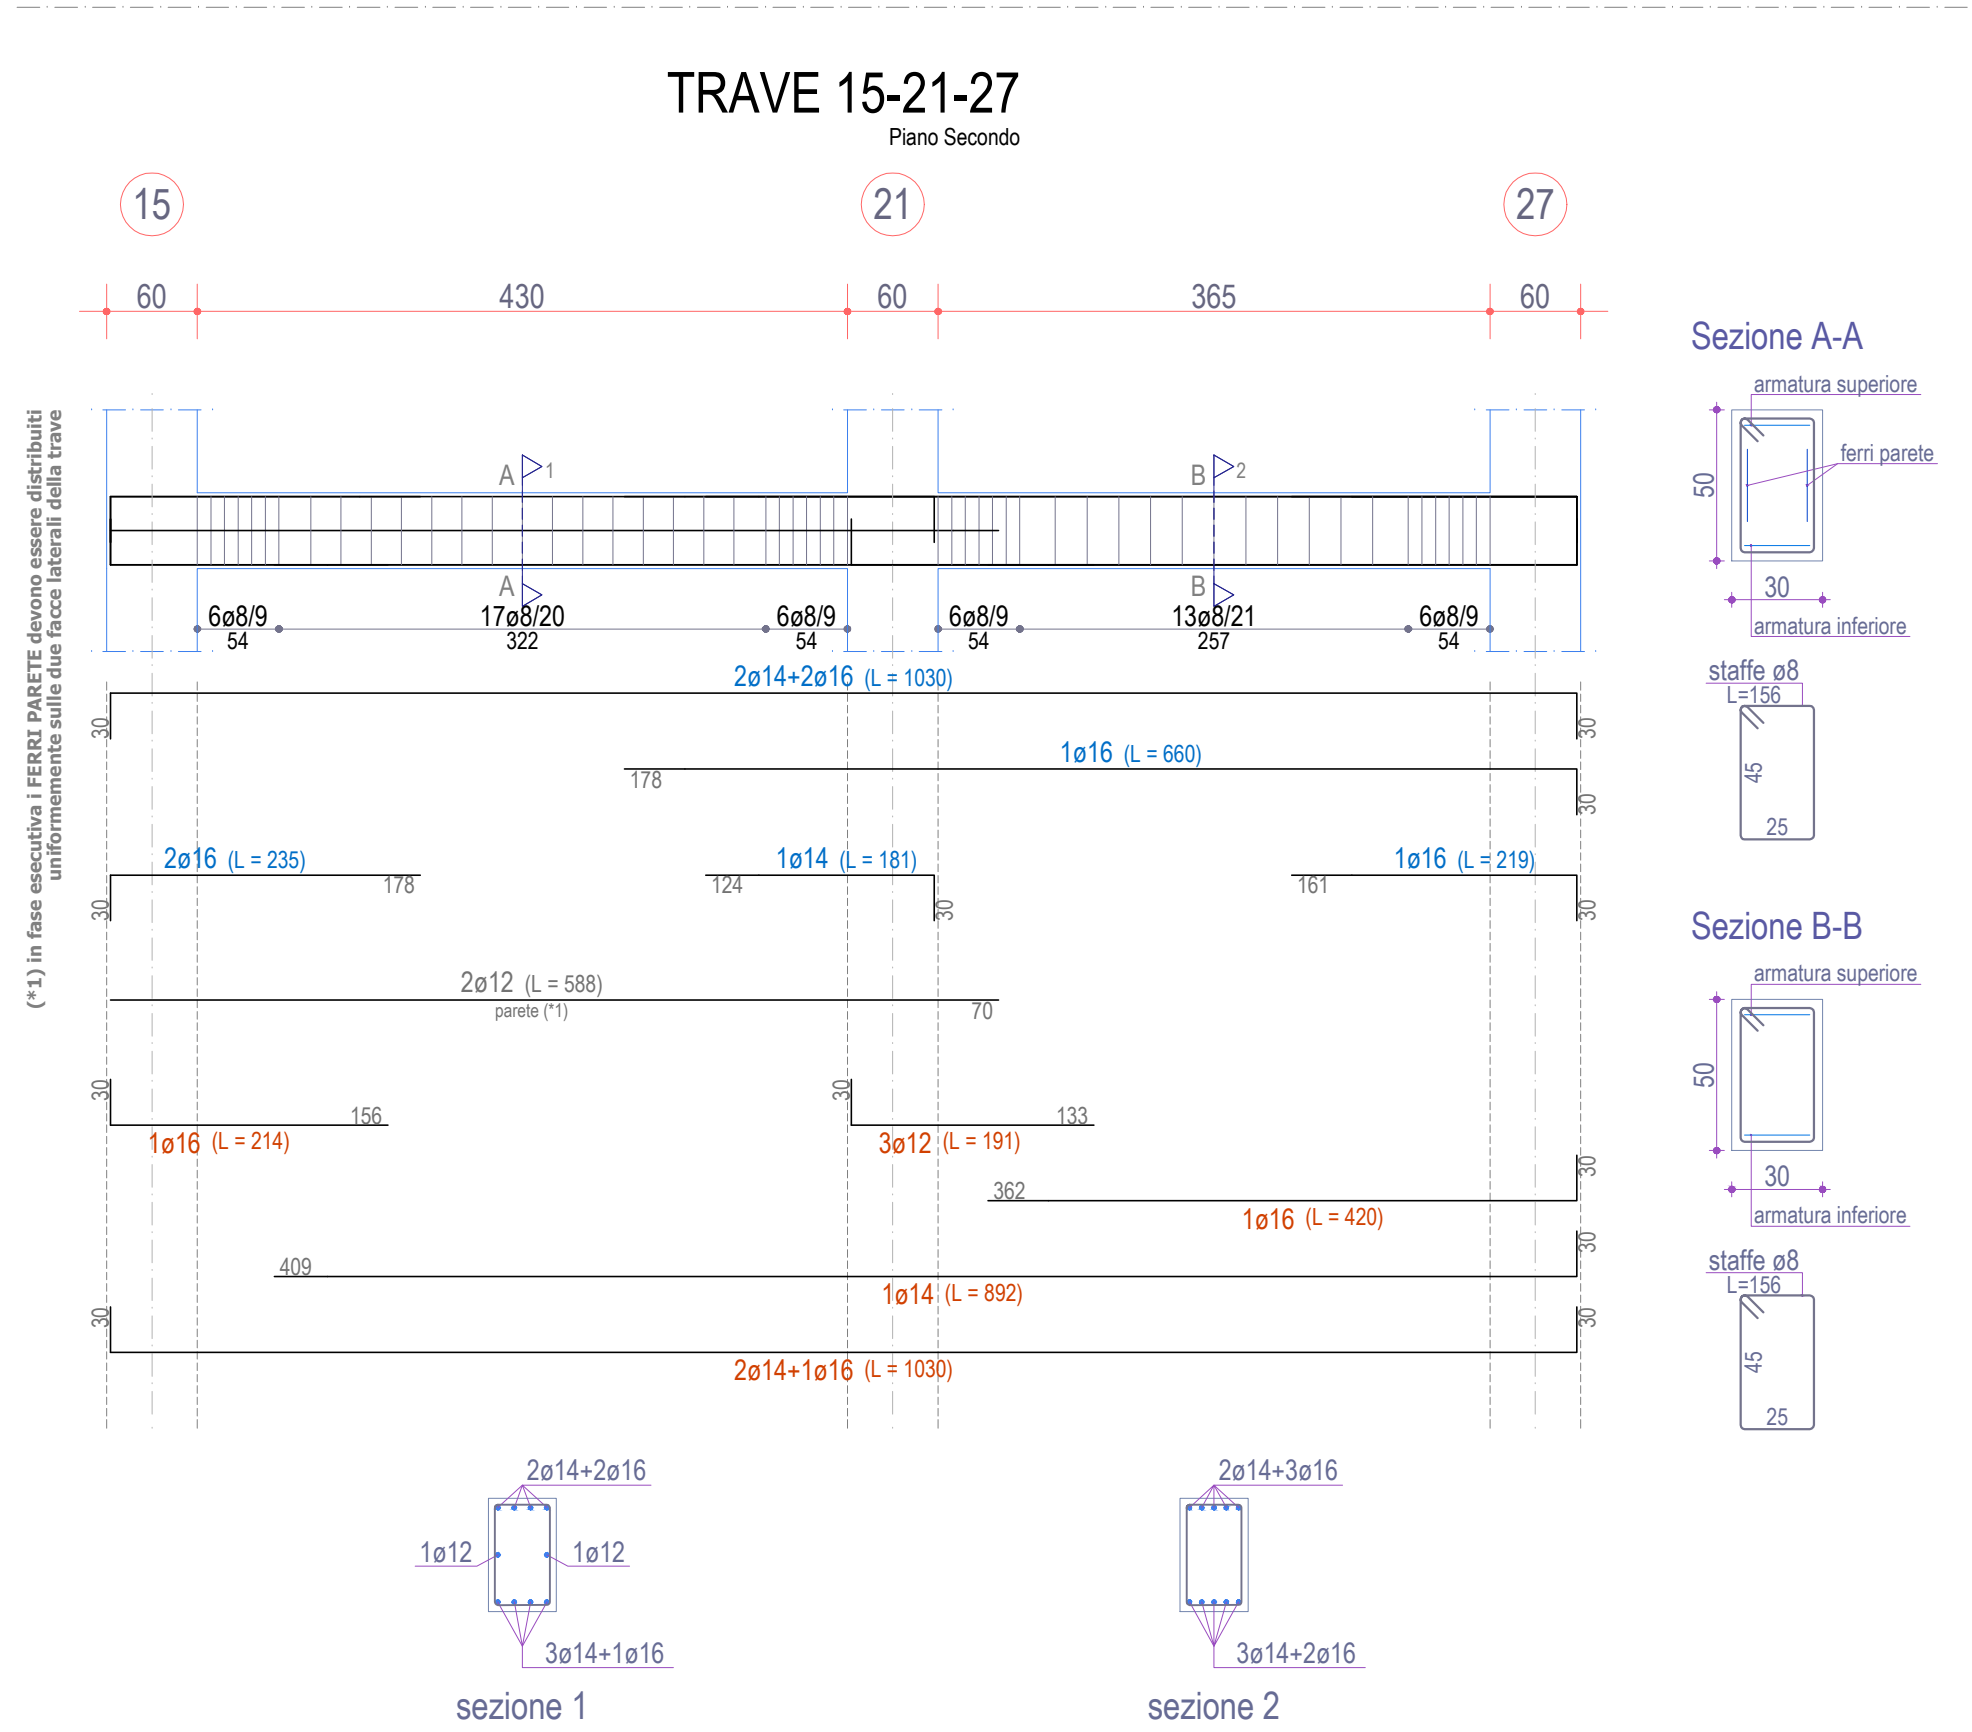 TRAVE 15-21-27
Piano Secondo
15
21
27
60
430
60
365
60
(*1) in fase esecutiva i FERRI PARETE devono essere distribuiti
uniformemente sulle due facce laterali della trave
A
1
B
2
A
B
6ø8/9
54
17ø8/20
322
6ø8/9
54
6ø8/9
54
13ø8/21
257
6ø8/9
54
2ø14+2ø16 (L = 1030)
30
30
1ø16 (L = 660)
178
30
2ø16 (L = 235)
178
30
1ø14 (L = 181)
124
30
1ø16 (L = 219)
161
30
2ø12 (L = 588)
parete (*1)
70
30
156
1ø16 (L = 214)
30
133
3ø12 (L = 191)
30
362
1ø16 (L = 420)
30
409
1ø14 (L = 892)
30
30
2ø14+1ø16 (L = 1030)
2ø14+2ø16
1ø12
1ø12
3ø14+1ø16
sezione 1
2ø14+3ø16
3ø14+2ø16
sezione 2
Sezione A-A
armatura superiore
ferri parete
50
30
armatura inferiore
staffe ø8
L=156
45
25
Sezione B-B
armatura superiore
50
30
armatura inferiore
staffe ø8
L=156
45
25